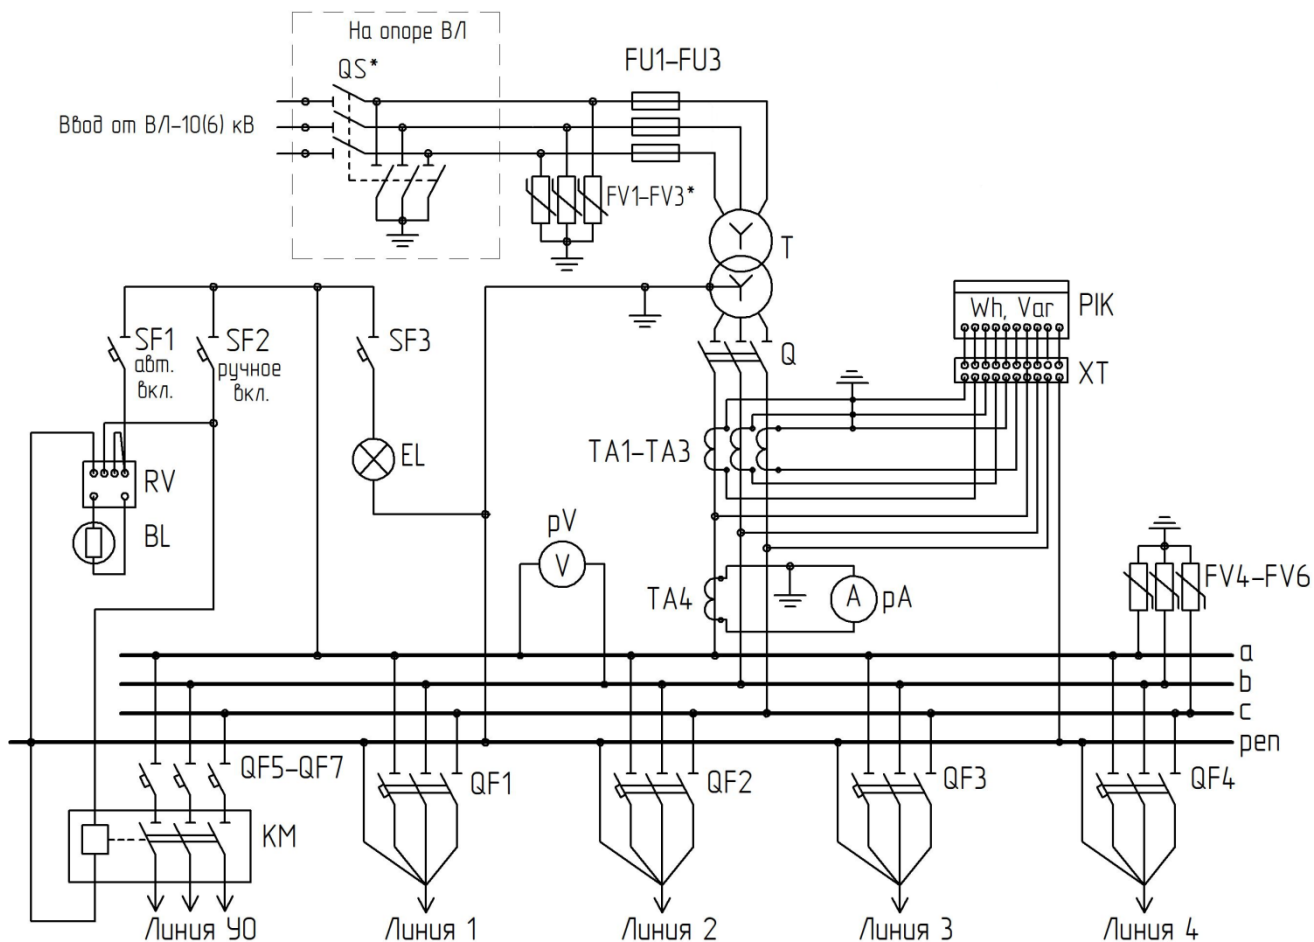 На опоре ВЛ
QS*
FU1-FU3
Ввод от ВЛ-10(6) кВ
FV1-FV3*
T
PIK
Wh, Var
SF1
авт.
вкл.
SF2
ручное
вкл.
SF3
Q
XT
TA1-TA3
EL
RV
BL
pV
V
TA4
A
pA
FV4-FV6
a
b
c
pen
QF5-QF7
QF1
QF2
QF3
QF4
KM
Линия УО
Линия 1
Линия 2
Линия 3
Линия 4